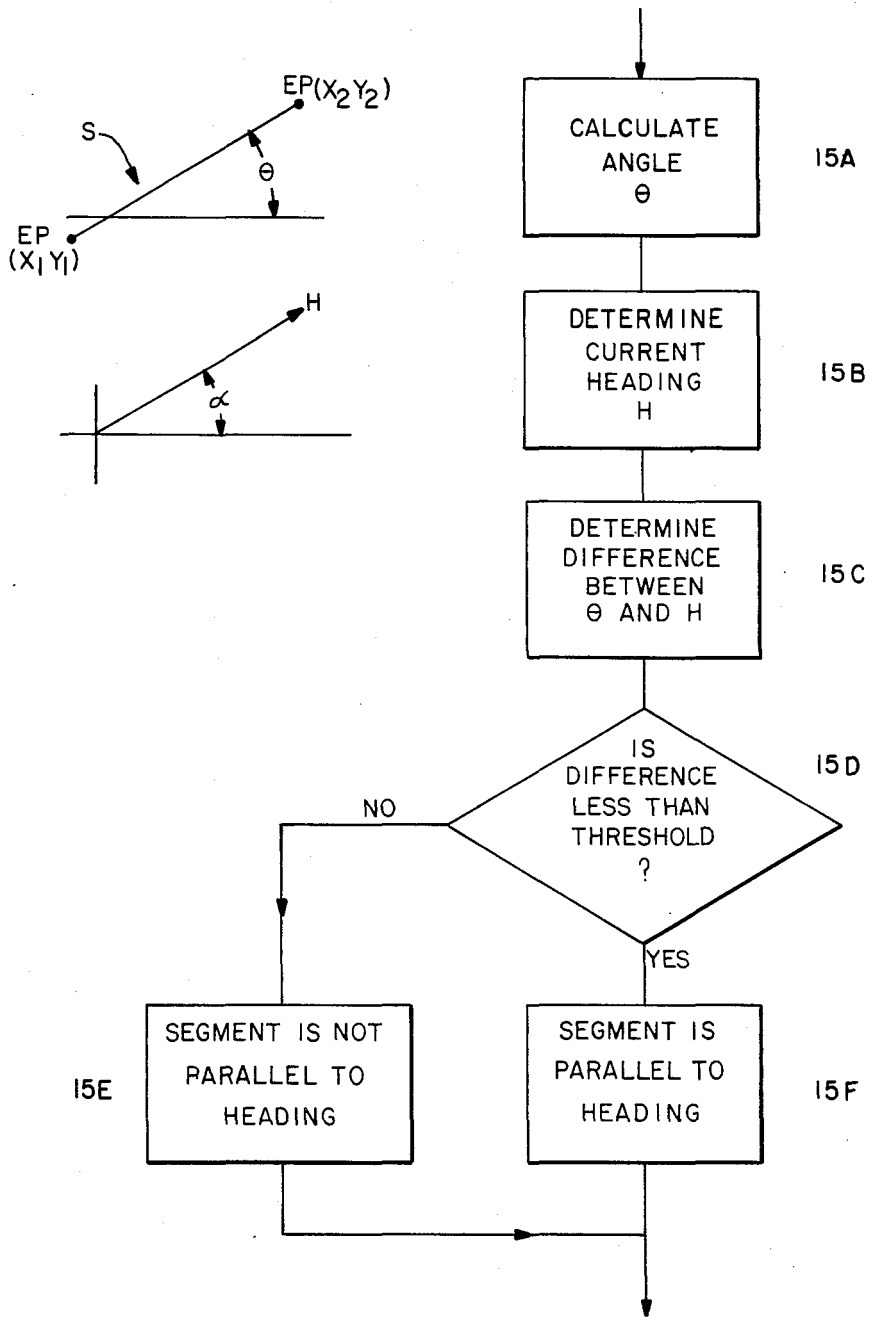 EP(X2Y2)
S
θ
EP
(X1Y1)
H
α
CALCULATE
ANGLE
θ
15A
DETERMINE
CURRENT
HEADING
H
15B
DETERMINE
DIFFERENCE
BETWEEN
θ AND H
15C
IS
DIFFERENCE
LESS THAN
THRESHOLD
?
15D
NO
YES
SEGMENT IS NOT
PARALLEL TO
HEADING
15E
SEGMENT IS
PARALLEL TO
HEADING
15F